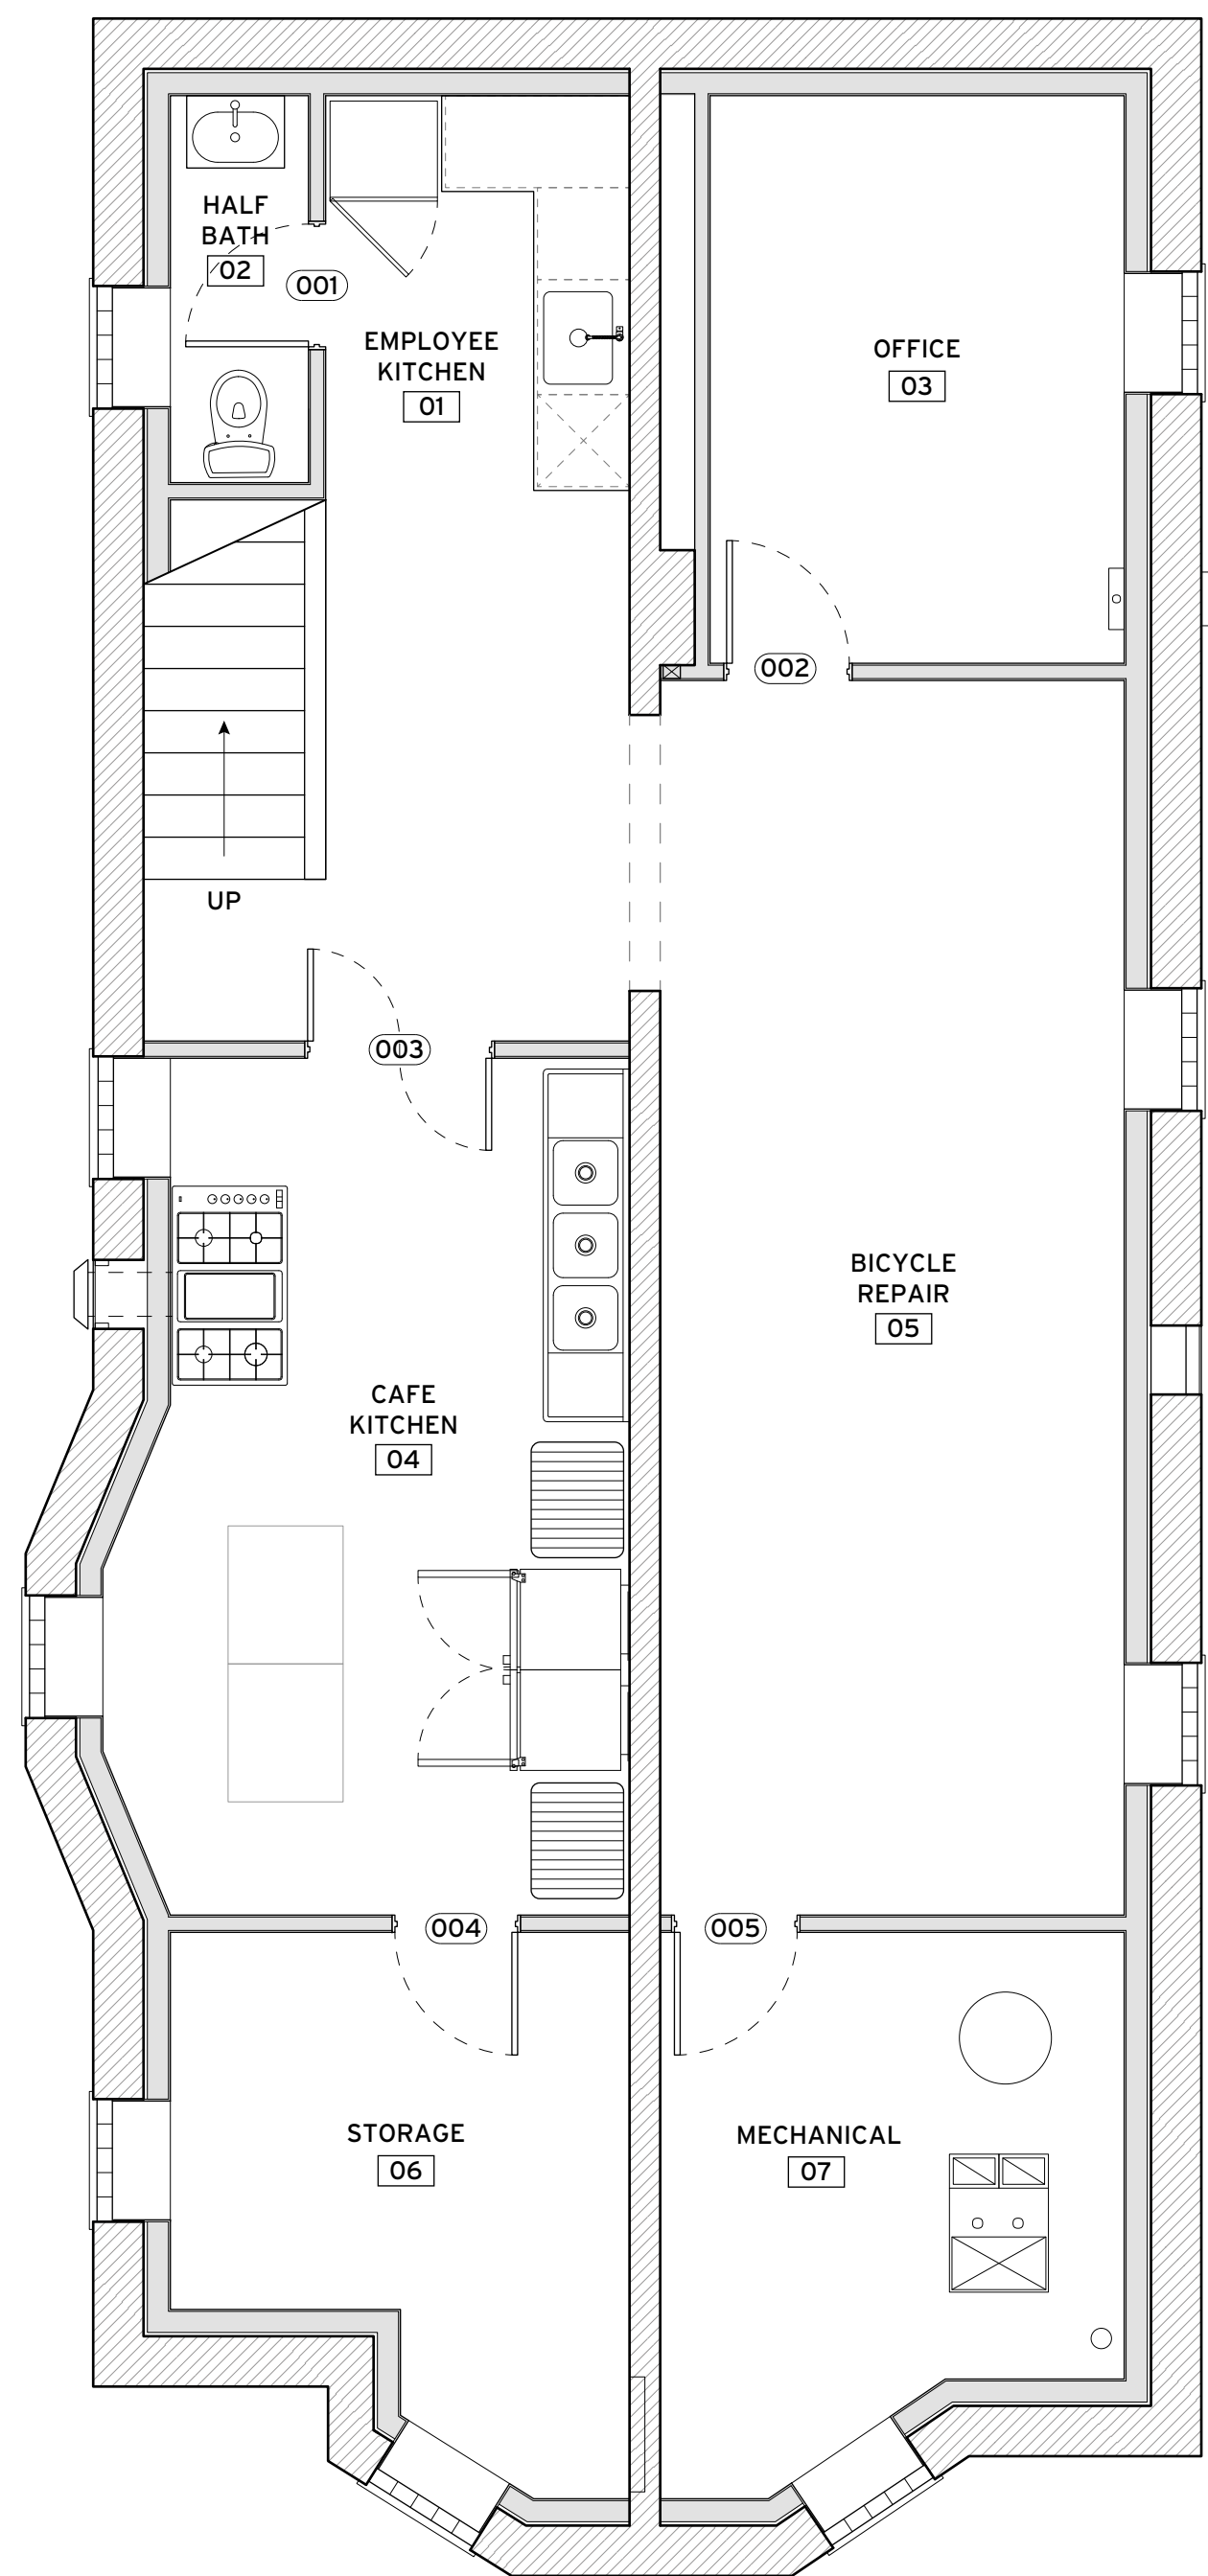 HALF
BATH
02
001
EMPLOYEE
KITCHEN
01
OFFICE
03
002
UP
003
BICYCLE
REPAIR
05
CAFE
KITCHEN
04
004
005
STORAGE
06
MECHANICAL
07